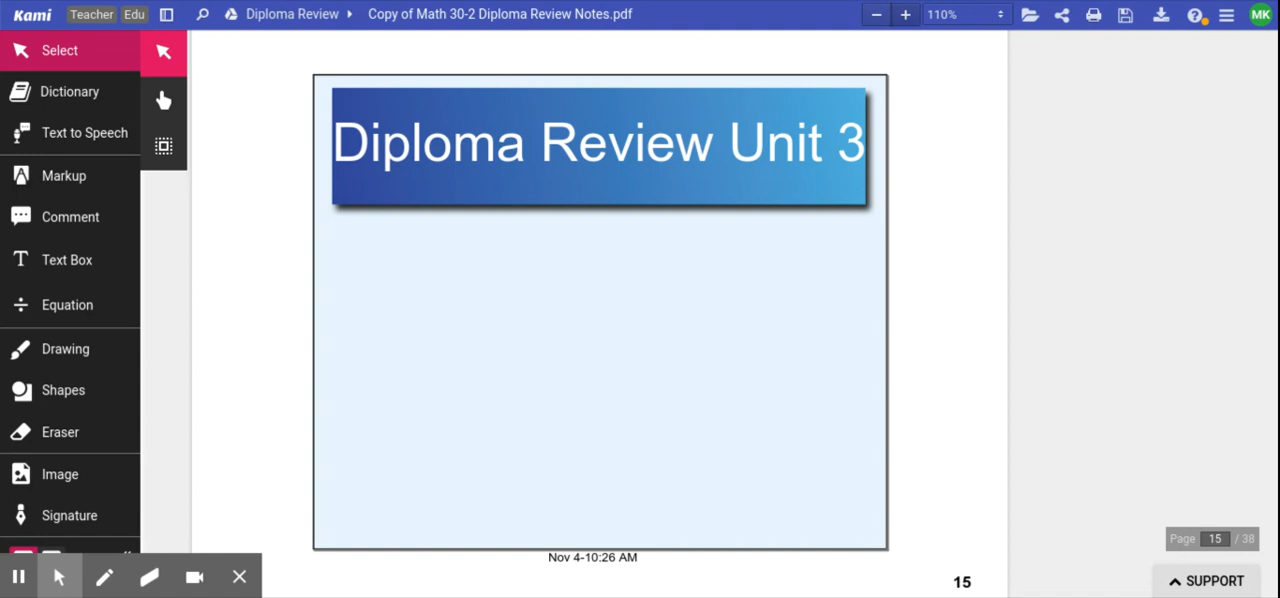 Kami Teacher Edu Diploma Review Copy of Math 30-2 Diploma Review Notes.pdf − + 110% MK
Select
Dictionary
Text to Speech
Markup
Comment
Text Box
Equation
Drawing
Shapes
Eraser
Image
Signature
Diploma Review Unit 3
Nov 4-10:26 AM
15
Page 15 / 38
SUPPORT